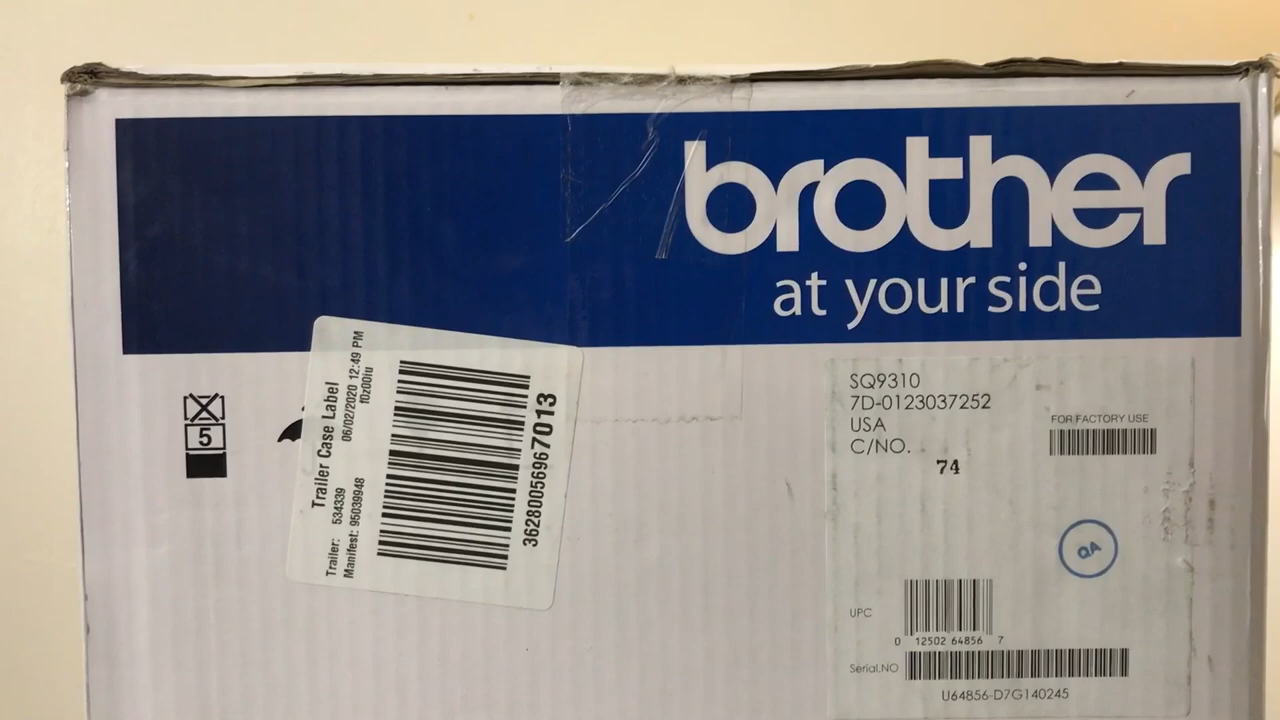 brother
at your side
5
Trailer Case Label
06/02/2020 12:49 PM
f0z00iu
Trailer: 534339
Manifest: 95039948
36280056967013
SQ9310
7D-0123037252
USA
C/NO.
74
FOR FACTORY USE
QA
UPC
0 12502 64856 7
Serial.NO
U64856-D7G140245